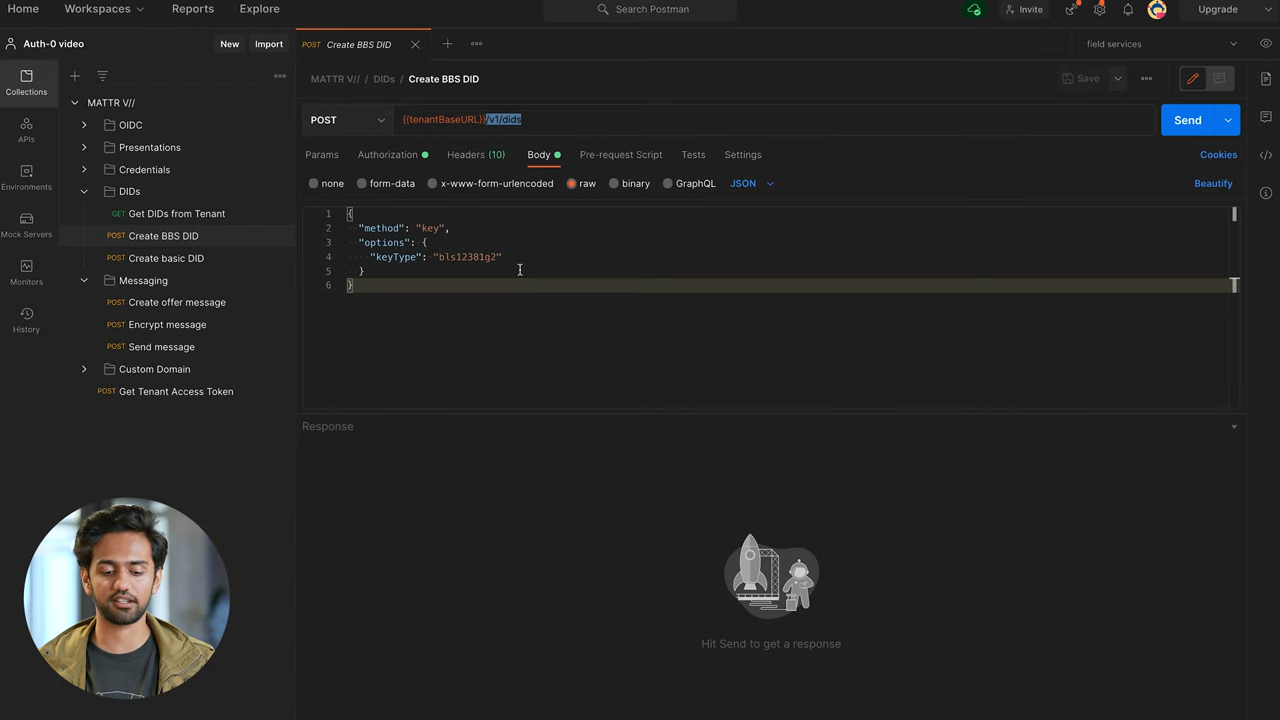 Home Workspaces Reports Explore Search Postman Invite Upgrade
Auth-0 video New Import POST Create BBS DID field services
Collections
APIs
Environments
Mock Servers
Monitors
History
MATTR V//
OIDC
Presentations
Credentials
DIDs
GET Get DIDs from Tenant
POST Create BBS DID
POST Create basic DID
Messaging
POST Create offer message
POST Encrypt message
POST Send message
Custom Domain
POST Get Tenant Access Token
MATTR V// / DIDs / Create BBS DID Save
POST {{tenantBaseURL}}/v1/dids Send
Params Authorization Headers (10) Body Pre-request Script Tests Settings Cookies
none form-data x-www-form-urlencoded raw binary GraphQL JSON Beautify
1 {
2 "method": "key",
3 "options": {
4 "keyType": "bls12381g2"
5 }
6 }
Response
Hit Send to get a response